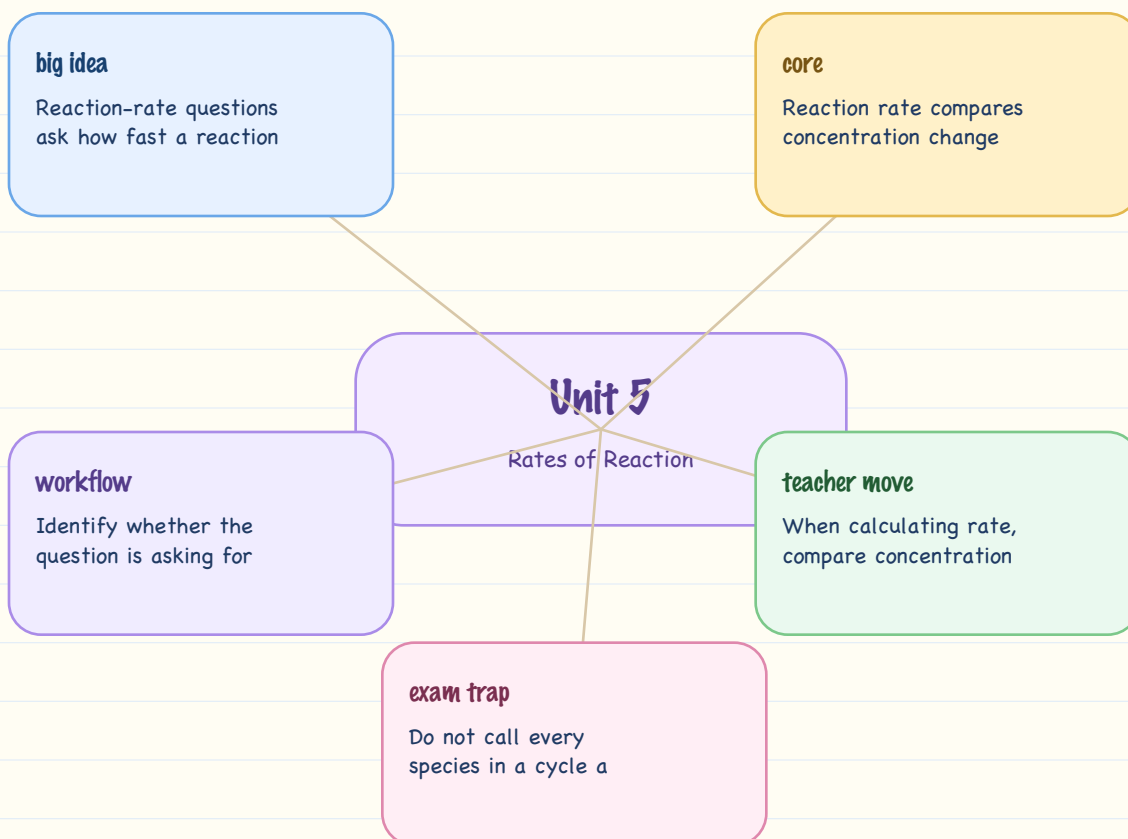 big idea
Reaction-rate questions
ask how fast a reaction
core
Reaction rate compares
concentration change
Unit 5
Rates of Reaction
workflow
Identify whether the
question is asking for
teacher move
When calculating rate,
compare concentration
exam trap
Do not call every
species in a cycle a